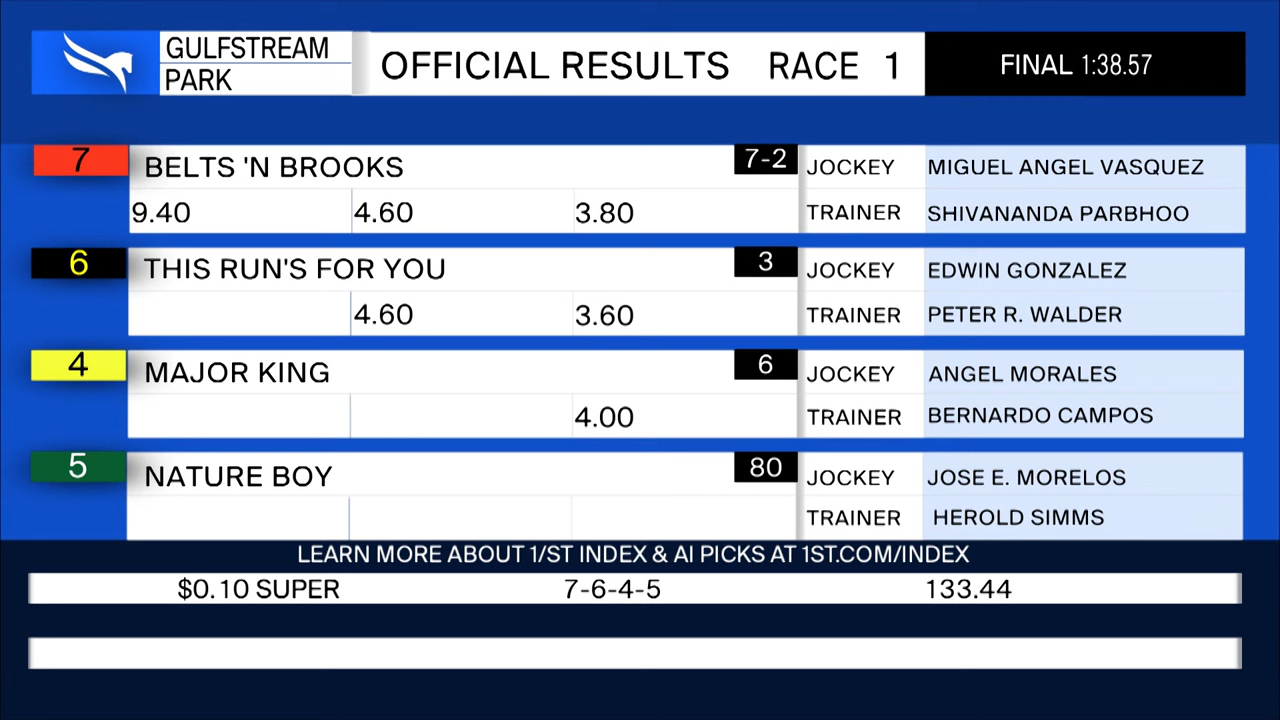 GULFSTREAM
PARK
OFFICIAL RESULTS RACE 1
FINAL 1:38.57
7 BELTS 'N BROOKS 7-2 JOCKEY MIGUEL ANGEL VASQUEZ
9.40 4.60 3.80 TRAINER SHIVANANDA PARBHOO
6 THIS RUN'S FOR YOU 3 JOCKEY EDWIN GONZALEZ
4.60 3.60 TRAINER PETER R. WALDER
4 MAJOR KING 6 JOCKEY ANGEL MORALES
4.00 TRAINER BERNARDO CAMPOS
5 NATURE BOY 80 JOCKEY JOSE E. MORELOS
TRAINER HEROLD SIMMS
LEARN MORE ABOUT 1/ST INDEX & AI PICKS AT 1ST.COM/INDEX
$0.10 SUPER 7-6-4-5 133.44